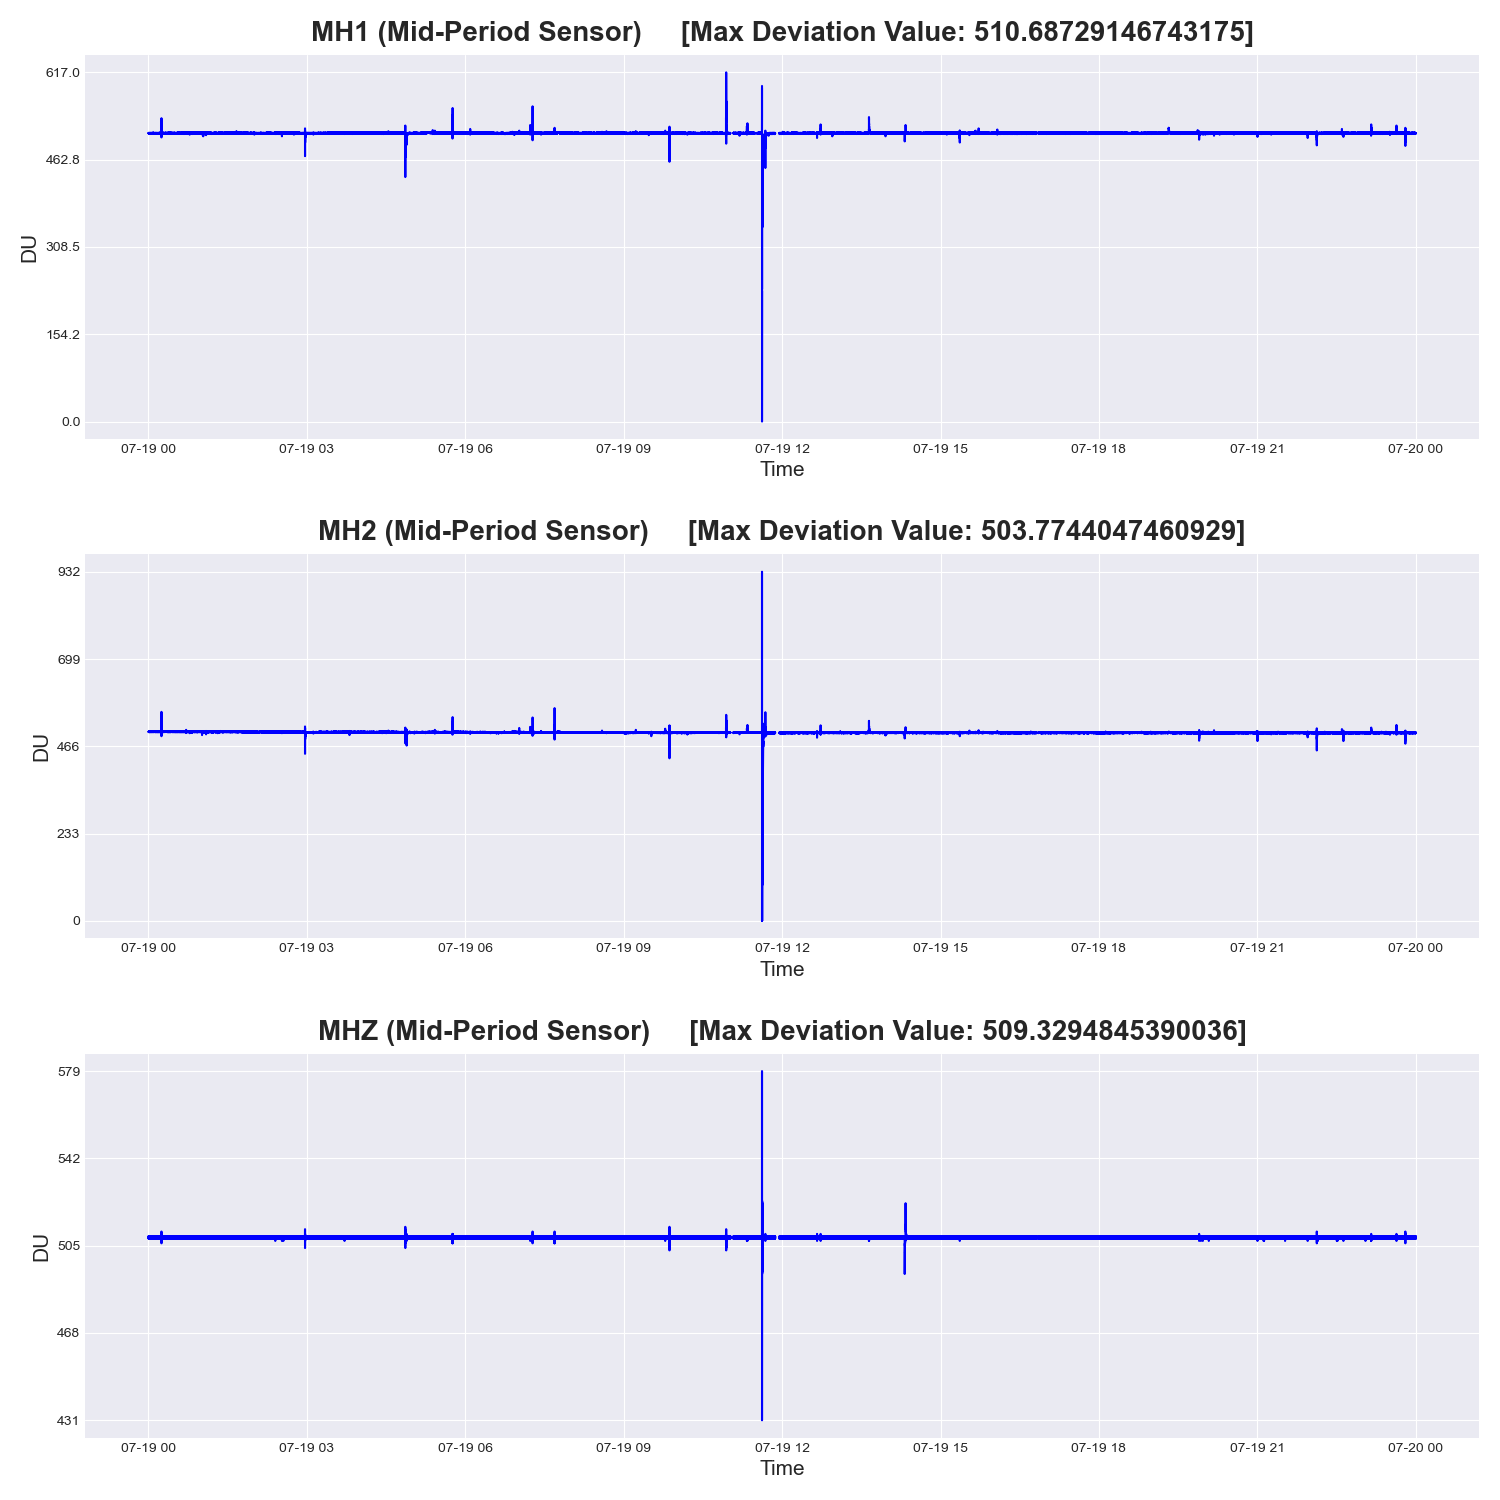 MH1 (Mid-Period Sensor) [Max Deviation Value: 510.68729146743175]
617.0
462.8
308.5
154.2
0.0
DU
07-19 00 07-19 03 07-19 06 07-19 09 07-19 12 07-19 15 07-19 18 07-19 21 07-20 00
Time
MH2 (Mid-Period Sensor) [Max Deviation Value: 503.7744047460929]
932
699
466
233
0
DU
07-19 00 07-19 03 07-19 06 07-19 09 07-19 12 07-19 15 07-19 18 07-19 21 07-20 00
Time
MHZ (Mid-Period Sensor) [Max Deviation Value: 509.3294845390036]
579
542
505
468
431
DU
07-19 00 07-19 03 07-19 06 07-19 09 07-19 12 07-19 15 07-19 18 07-19 21 07-20 00
Time